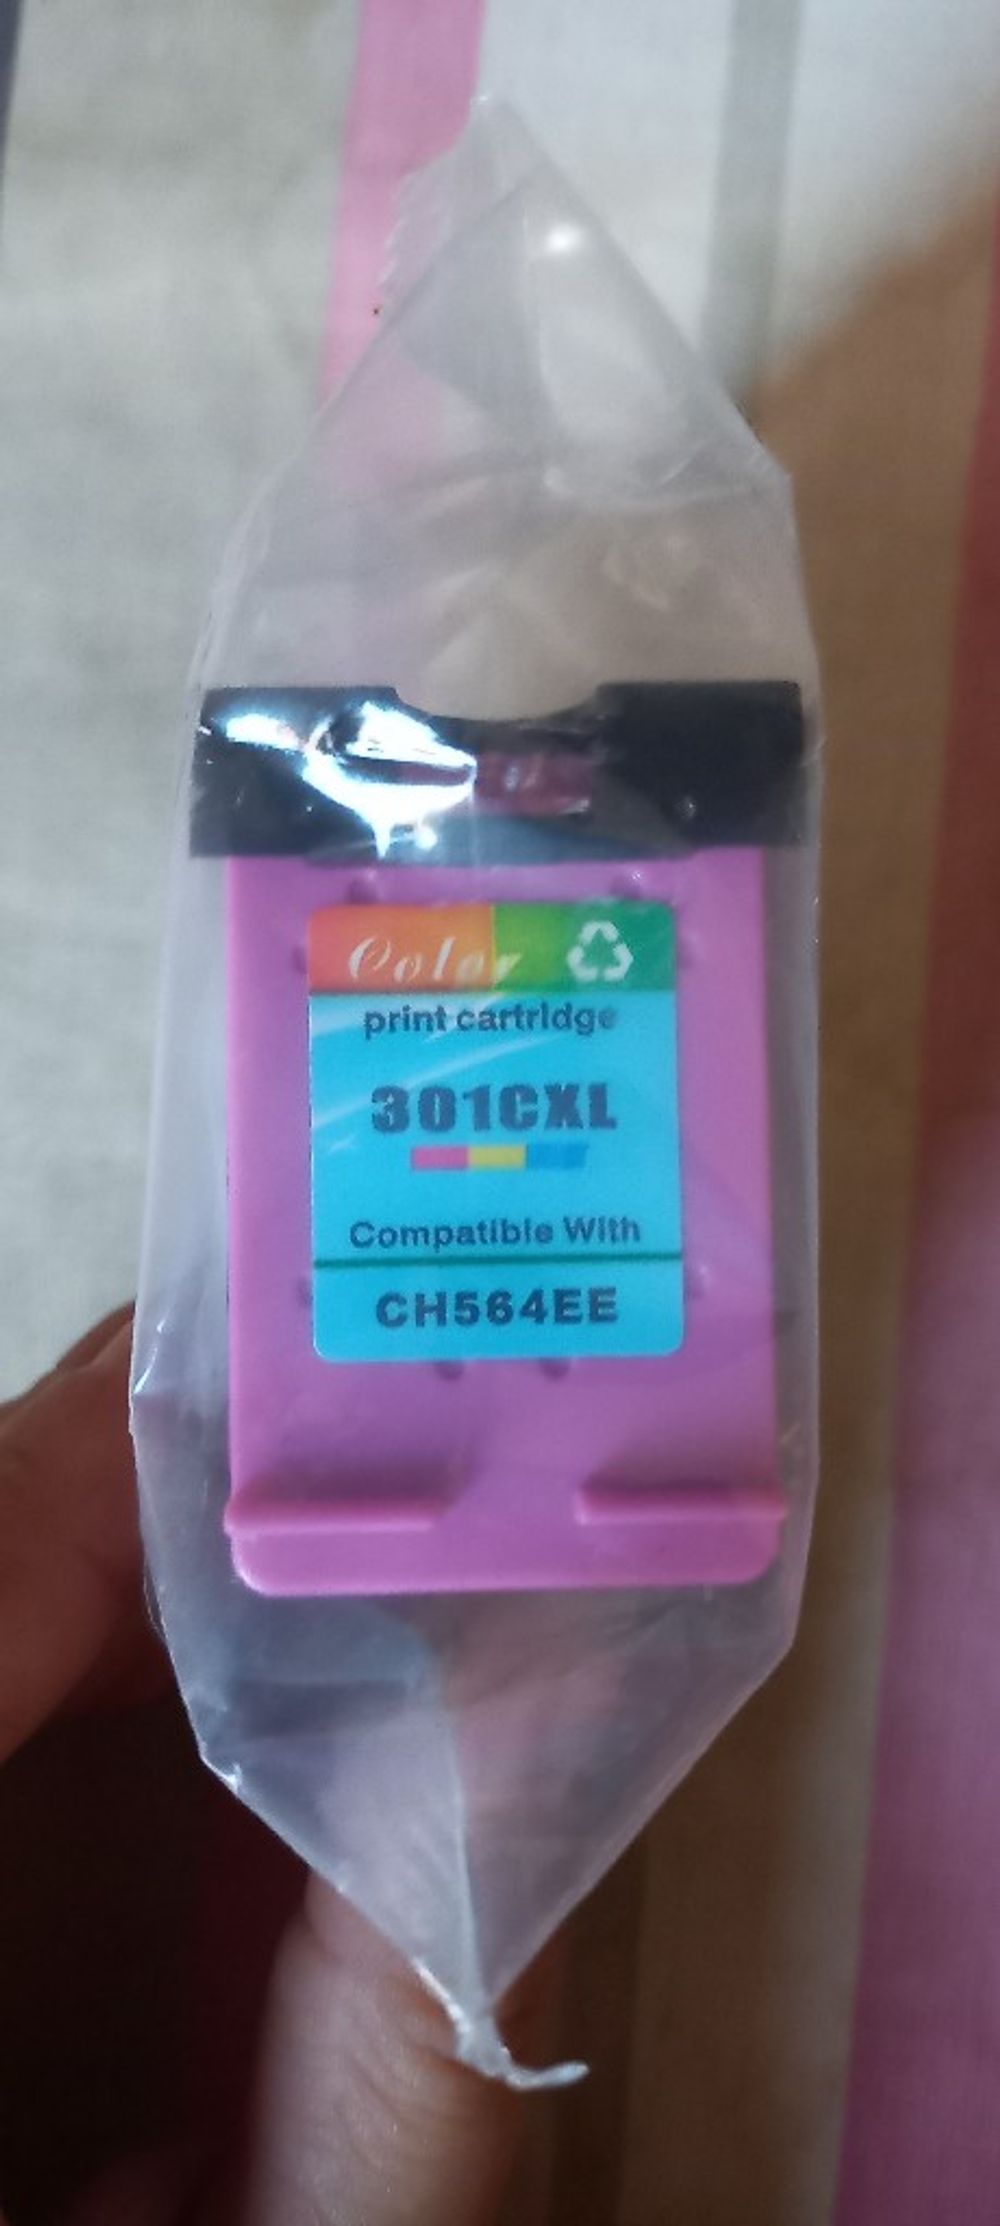 Color
print cartridge
301CXL
Compatible With
CH564EE